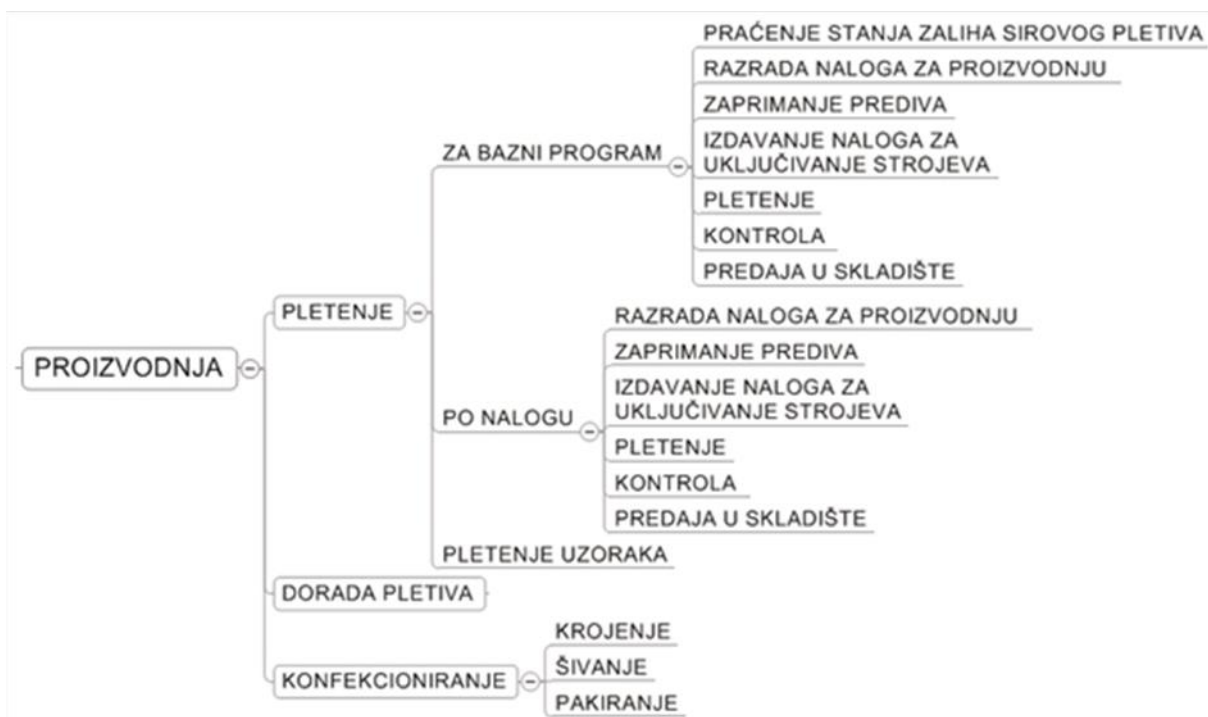 PRAĆENJE STANJA ZALIHA SIROVOG PLETIVA
RAZRADA NALOGA ZA PROIZVODNJU
ZAPRIMANJE PREDIVA
ZA BAZNI PROGRAM
IZDAVANJE NALOGA ZA
UKLJUČIVANJE STROJEVA
PLETENJE
KONTROLA
PREDAJA U SKLADIŠTE
PLETENJE
RAZRADA NALOGA ZA PROIZVODNJU
ZAPRIMANJE PREDIVA
PROIZVODNJA
IZDAVANJE NALOGA ZA
UKLJUČIVANJE STROJEVA
PO NALOGU
PLETENJE
KONTROLA
PREDAJA U SKLADIŠTE
PLETENJE UZORAKA
DORADA PLETIVA
KROJENJE
ŠIVANJE
KONFEKCIONIRANJE
PAKIRANJE